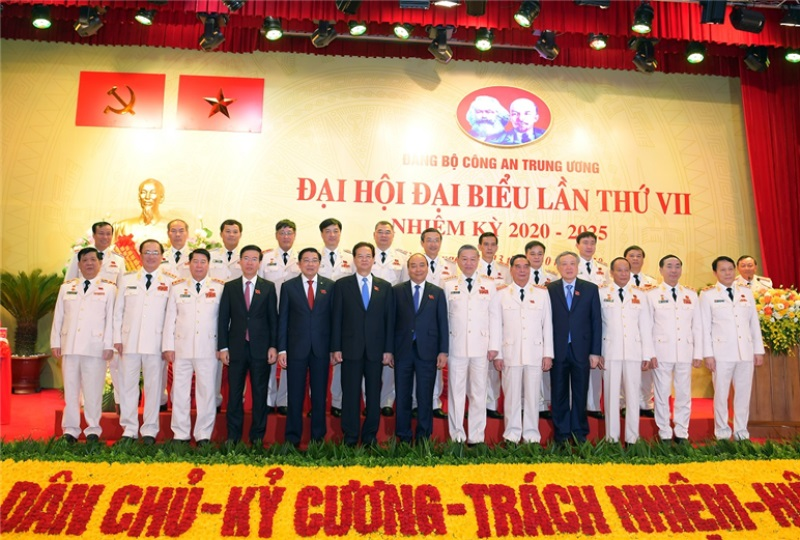 ĐẢNG BỘ CÔNG AN TRUNG ƯƠNG
ĐẠI HỘI ĐẠI BIỂU LẦN THỨ VII
NHIỆM KỲ 2020 - 2025
DÂN CHỦ-KỶ CƯƠNG-TRÁCH NHIỆM-